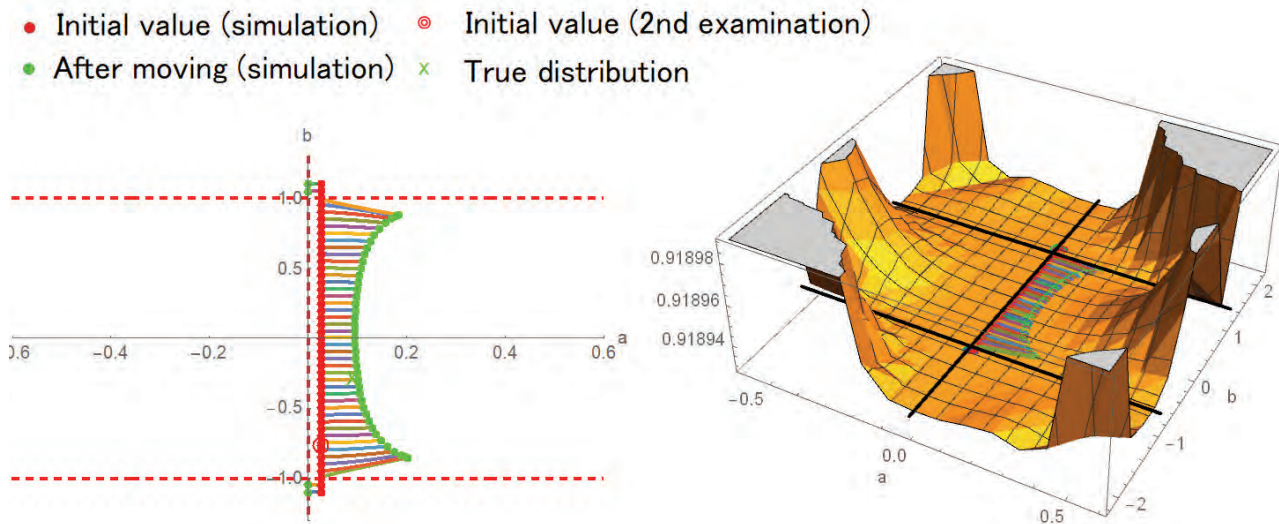 ● Initial value (simulation) ◎ Initial value (2nd examination)
● After moving (simulation) × True distribution
b
1.0
0.5
0.6 −0.4 −0.2 0.2 0.4 0.6 a
−0.5
−1.0
0.91898
0.91896
0.91894
−0.5
0.0
a
0.5
2
1
0 b
−1
−2